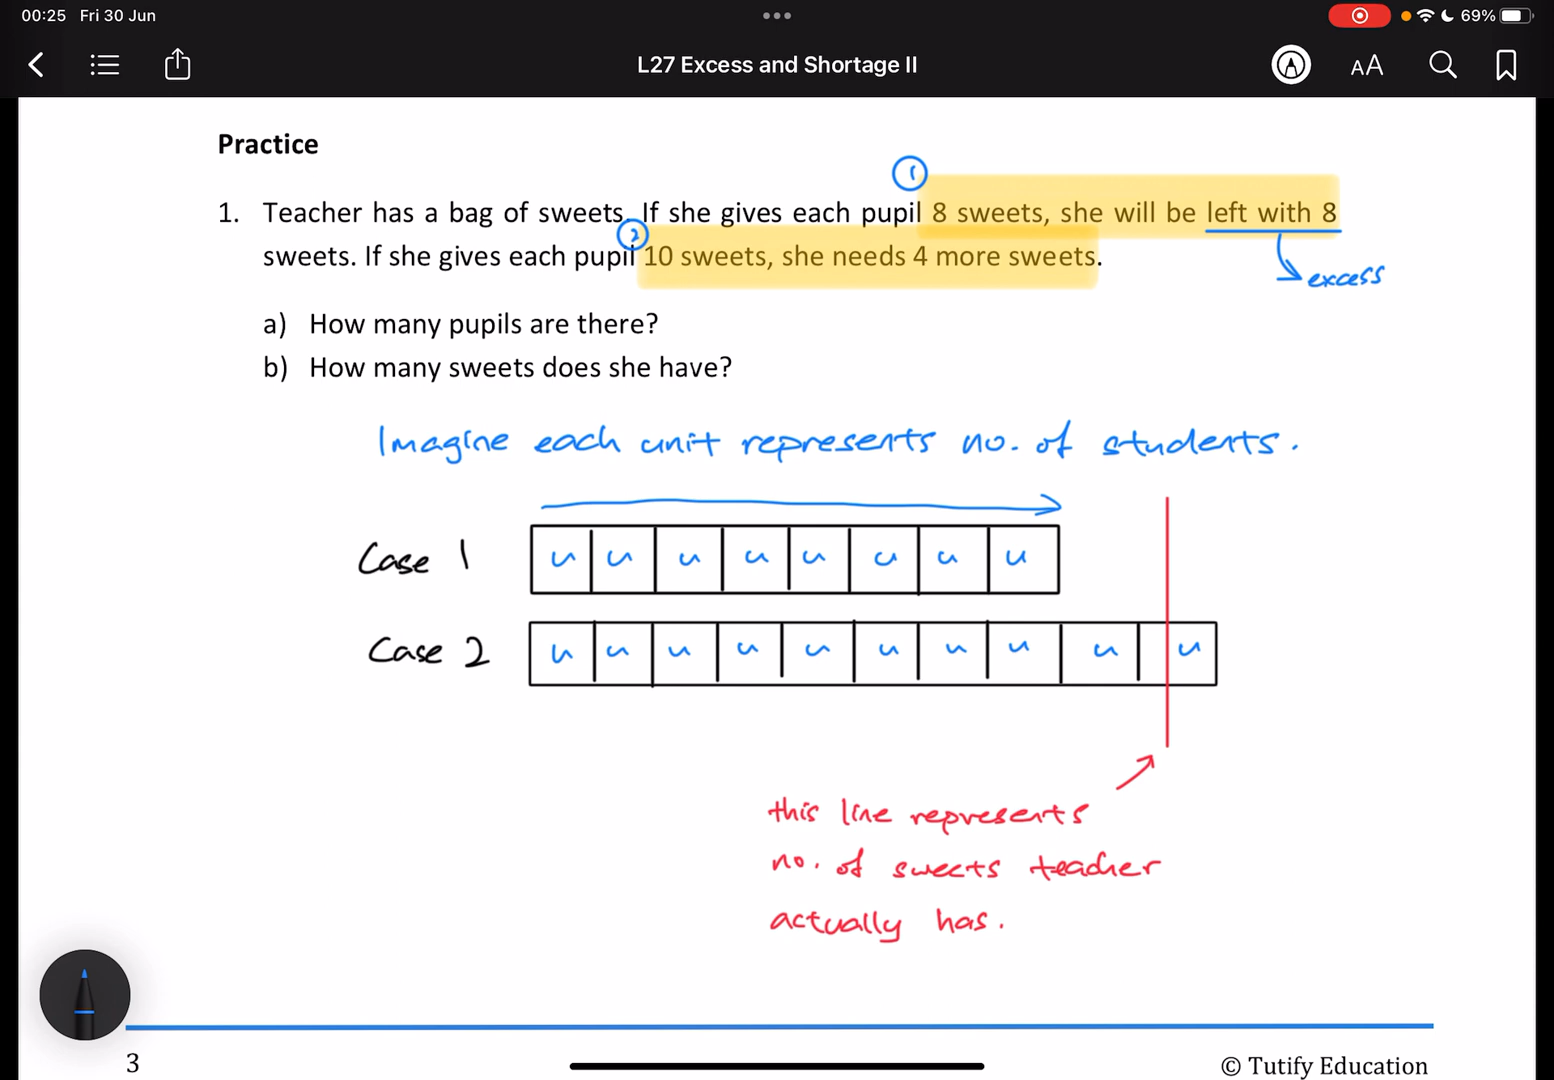 00:25 Fri 30 Jun
69%
L27 Excess and Shortage II
AA
Practice
1
1. Teacher has a bag of sweets. If she gives each pupil 8 sweets, she will be left with 8
2
sweets. If she gives each pupil 10 sweets, she needs 4 more sweets.
excess
a) How many pupils are there?
b) How many sweets does she have?
Imagine each unit represents no. of students.
Case 1 u u u u u u u u
Case 2 u u u u u u u u u u
this line represents
no. of sweets teacher
actually has.
3
© Tutify Education